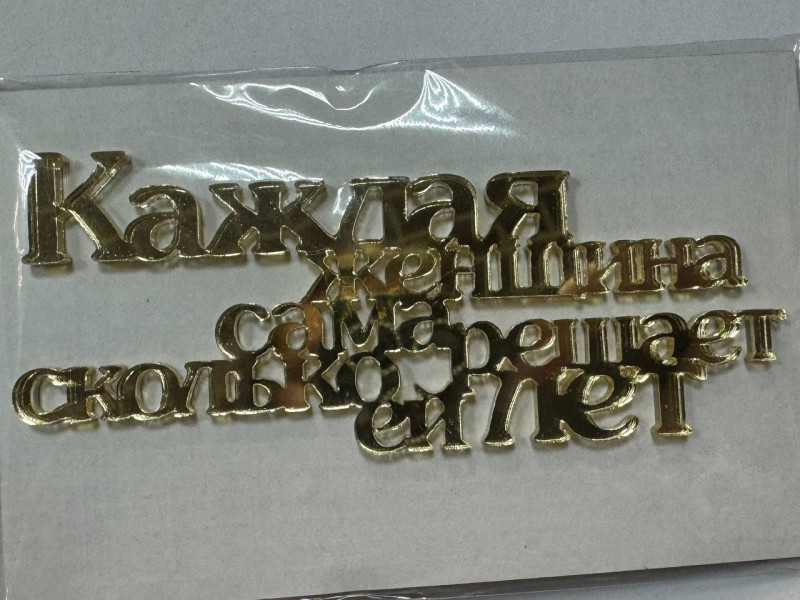 Каждая
женщина
сама решает
сколько ей лет